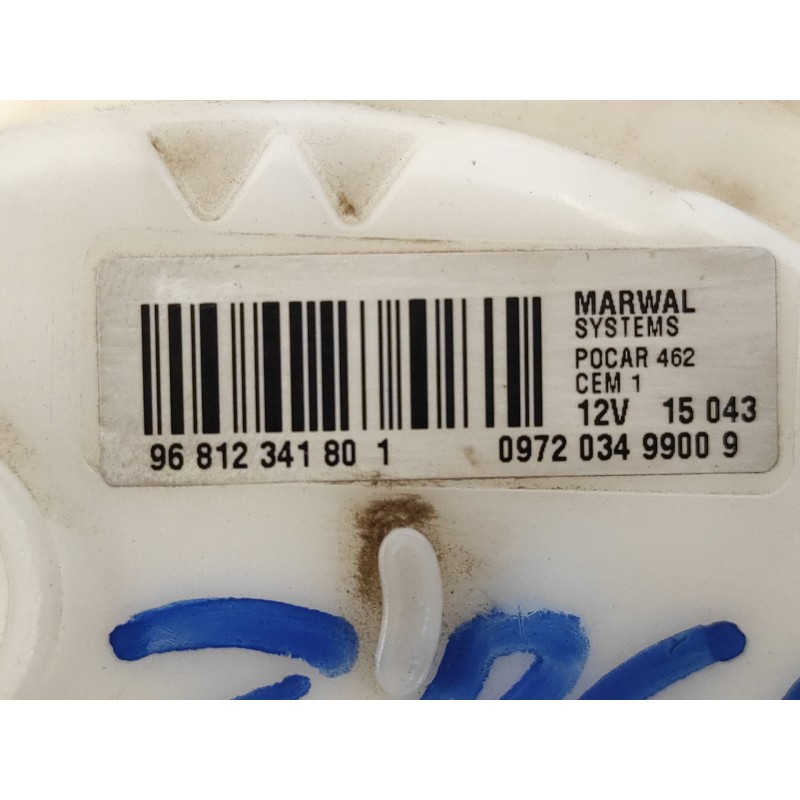 MARWAL
SYSTEMS
POCAR 462
CEM 1
12V 15 043
96 812 341 80 1 0972 034 9900 9